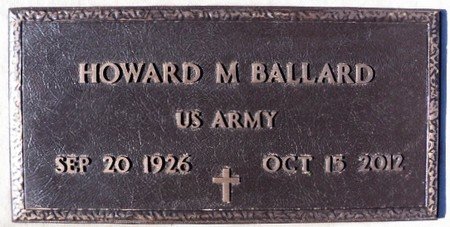 HOWARD M BALLARD
US ARMY
SEP 20 1926 OCT 15 2012